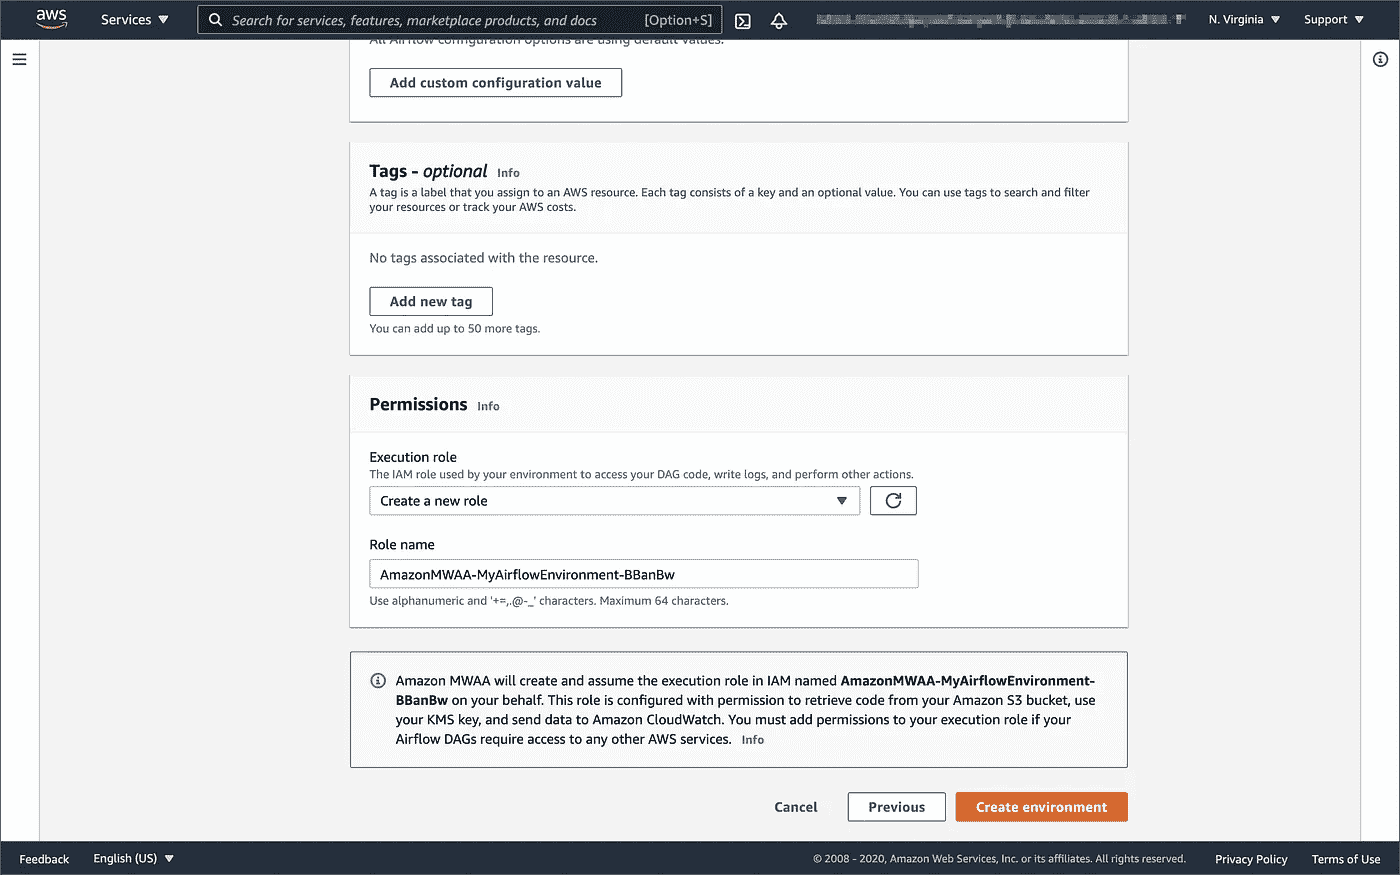 aws
Services
Search for services, features, marketplace products, and docs
[Option+S]
N. Virginia
Support
All Airflow configuration options are using default values.
Add custom configuration value
Tags - optional Info
A tag is a label that you assign to an AWS resource. Each tag consists of a key and an optional value. You can use tags to search and filter
your resources or track your AWS costs.
No tags associated with the resource.
Add new tag
You can add up to 50 more tags.
Permissions Info
Execution role
The IAM role used by your environment to access your DAG code, write logs, and perform other actions.
Create a new role
Role name
AmazonMWAA-MyAirflowEnvironment-BBanBw
Use alphanumeric and '+=,.@-_' characters. Maximum 64 characters.
Amazon MWAA will create and assume the execution role in IAM named AmazonMWAA-MyAirflowEnvironment-
BBanBw on your behalf. This role is configured with permission to retrieve code from your Amazon S3 bucket, use
your KMS key, and send data to Amazon CloudWatch. You must add permissions to your execution role if your
Airflow DAGs require access to any other AWS services. Info
Cancel
Previous
Create environment
Feedback
English (US)
© 2008 - 2020, Amazon Web Services, Inc. or its affiliates. All rights reserved.
Privacy Policy
Terms of Use